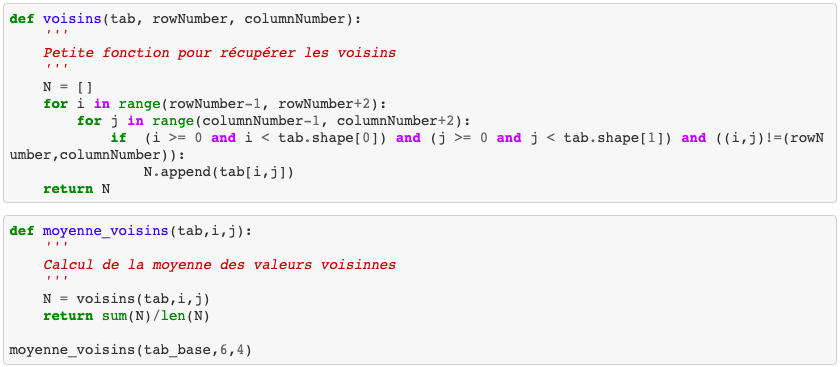 def voisins(tab, rowNumber, columnNumber):
    '''
    Petite fonction pour récupérer les voisins
    '''
    N = []
    for i in range(rowNumber-1, rowNumber+2):
        for j in range(columnNumber-1, columnNumber+2):
            if  (i >= 0 and i < tab.shape[0]) and (j >= 0 and j < tab.shape[1]) and ((i,j)!=(rowN
umber,columnNumber)):
                N.append(tab[i,j])
    return N
def moyenne_voisins(tab,i,j):
    '''
    Calcul de la moyenne des valeurs voisinnes
    '''
    N = voisins(tab,i,j)
    return sum(N)/len(N)
moyenne_voisins(tab_base,6,4)